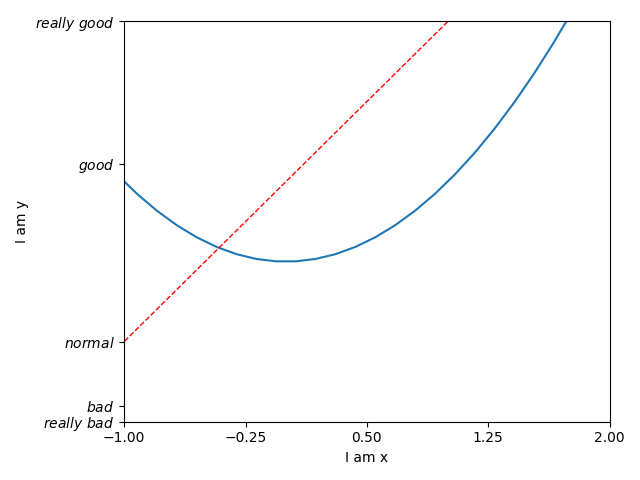 really good
good
I am y
normal
bad
really bad
−1.00 −0.25 0.50 1.25 2.00
I am x